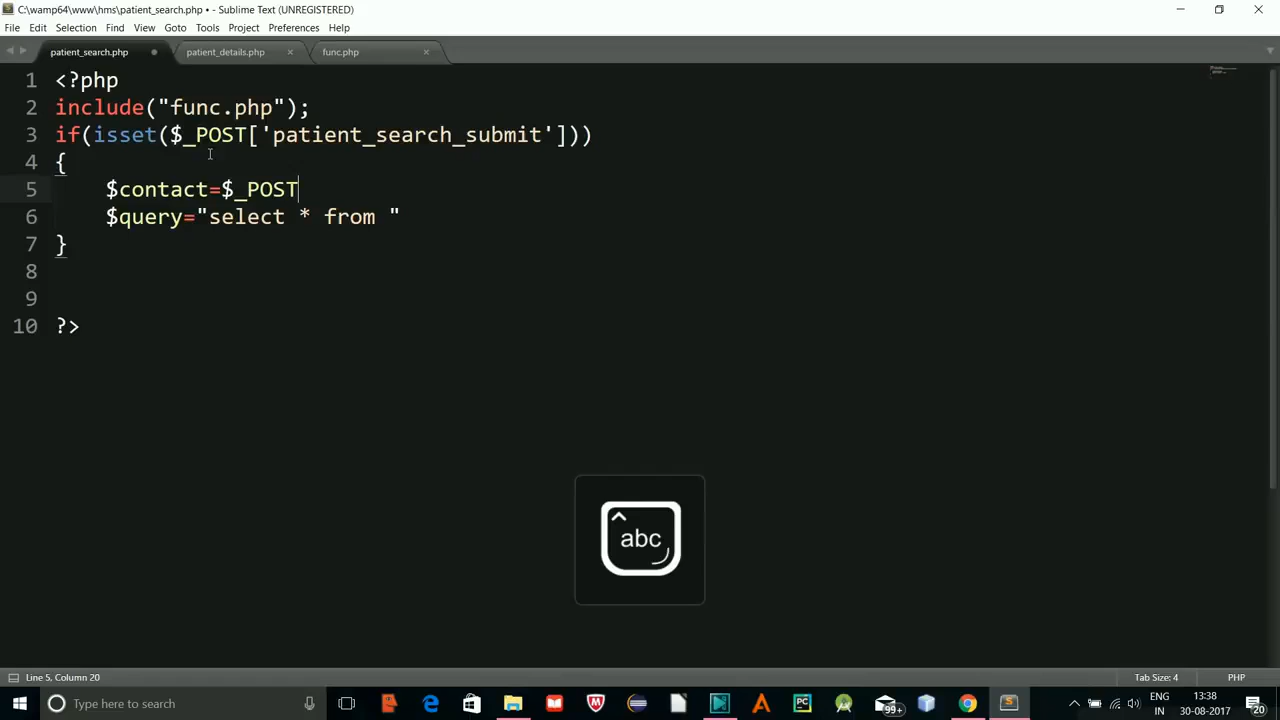 C:\wamp64\www\hms\patient_search.php • - Sublime Text (UNREGISTERED)
File Edit Selection Find View Goto Tools Project Preferences Help
patient_search.php patient_details.php func.php
1 <?php
2 include("func.php");
3 if(isset($_POST['patient_search_submit']))
4 {
5 $contact=$_POST
6 $query="select * from "
7 }
8
9
10 ?>
abc
Line 5, Column 20 Tab Size: 4 PHP
Type here to search
PC
99+
ENG
IN
13:38
30-08-2017
20